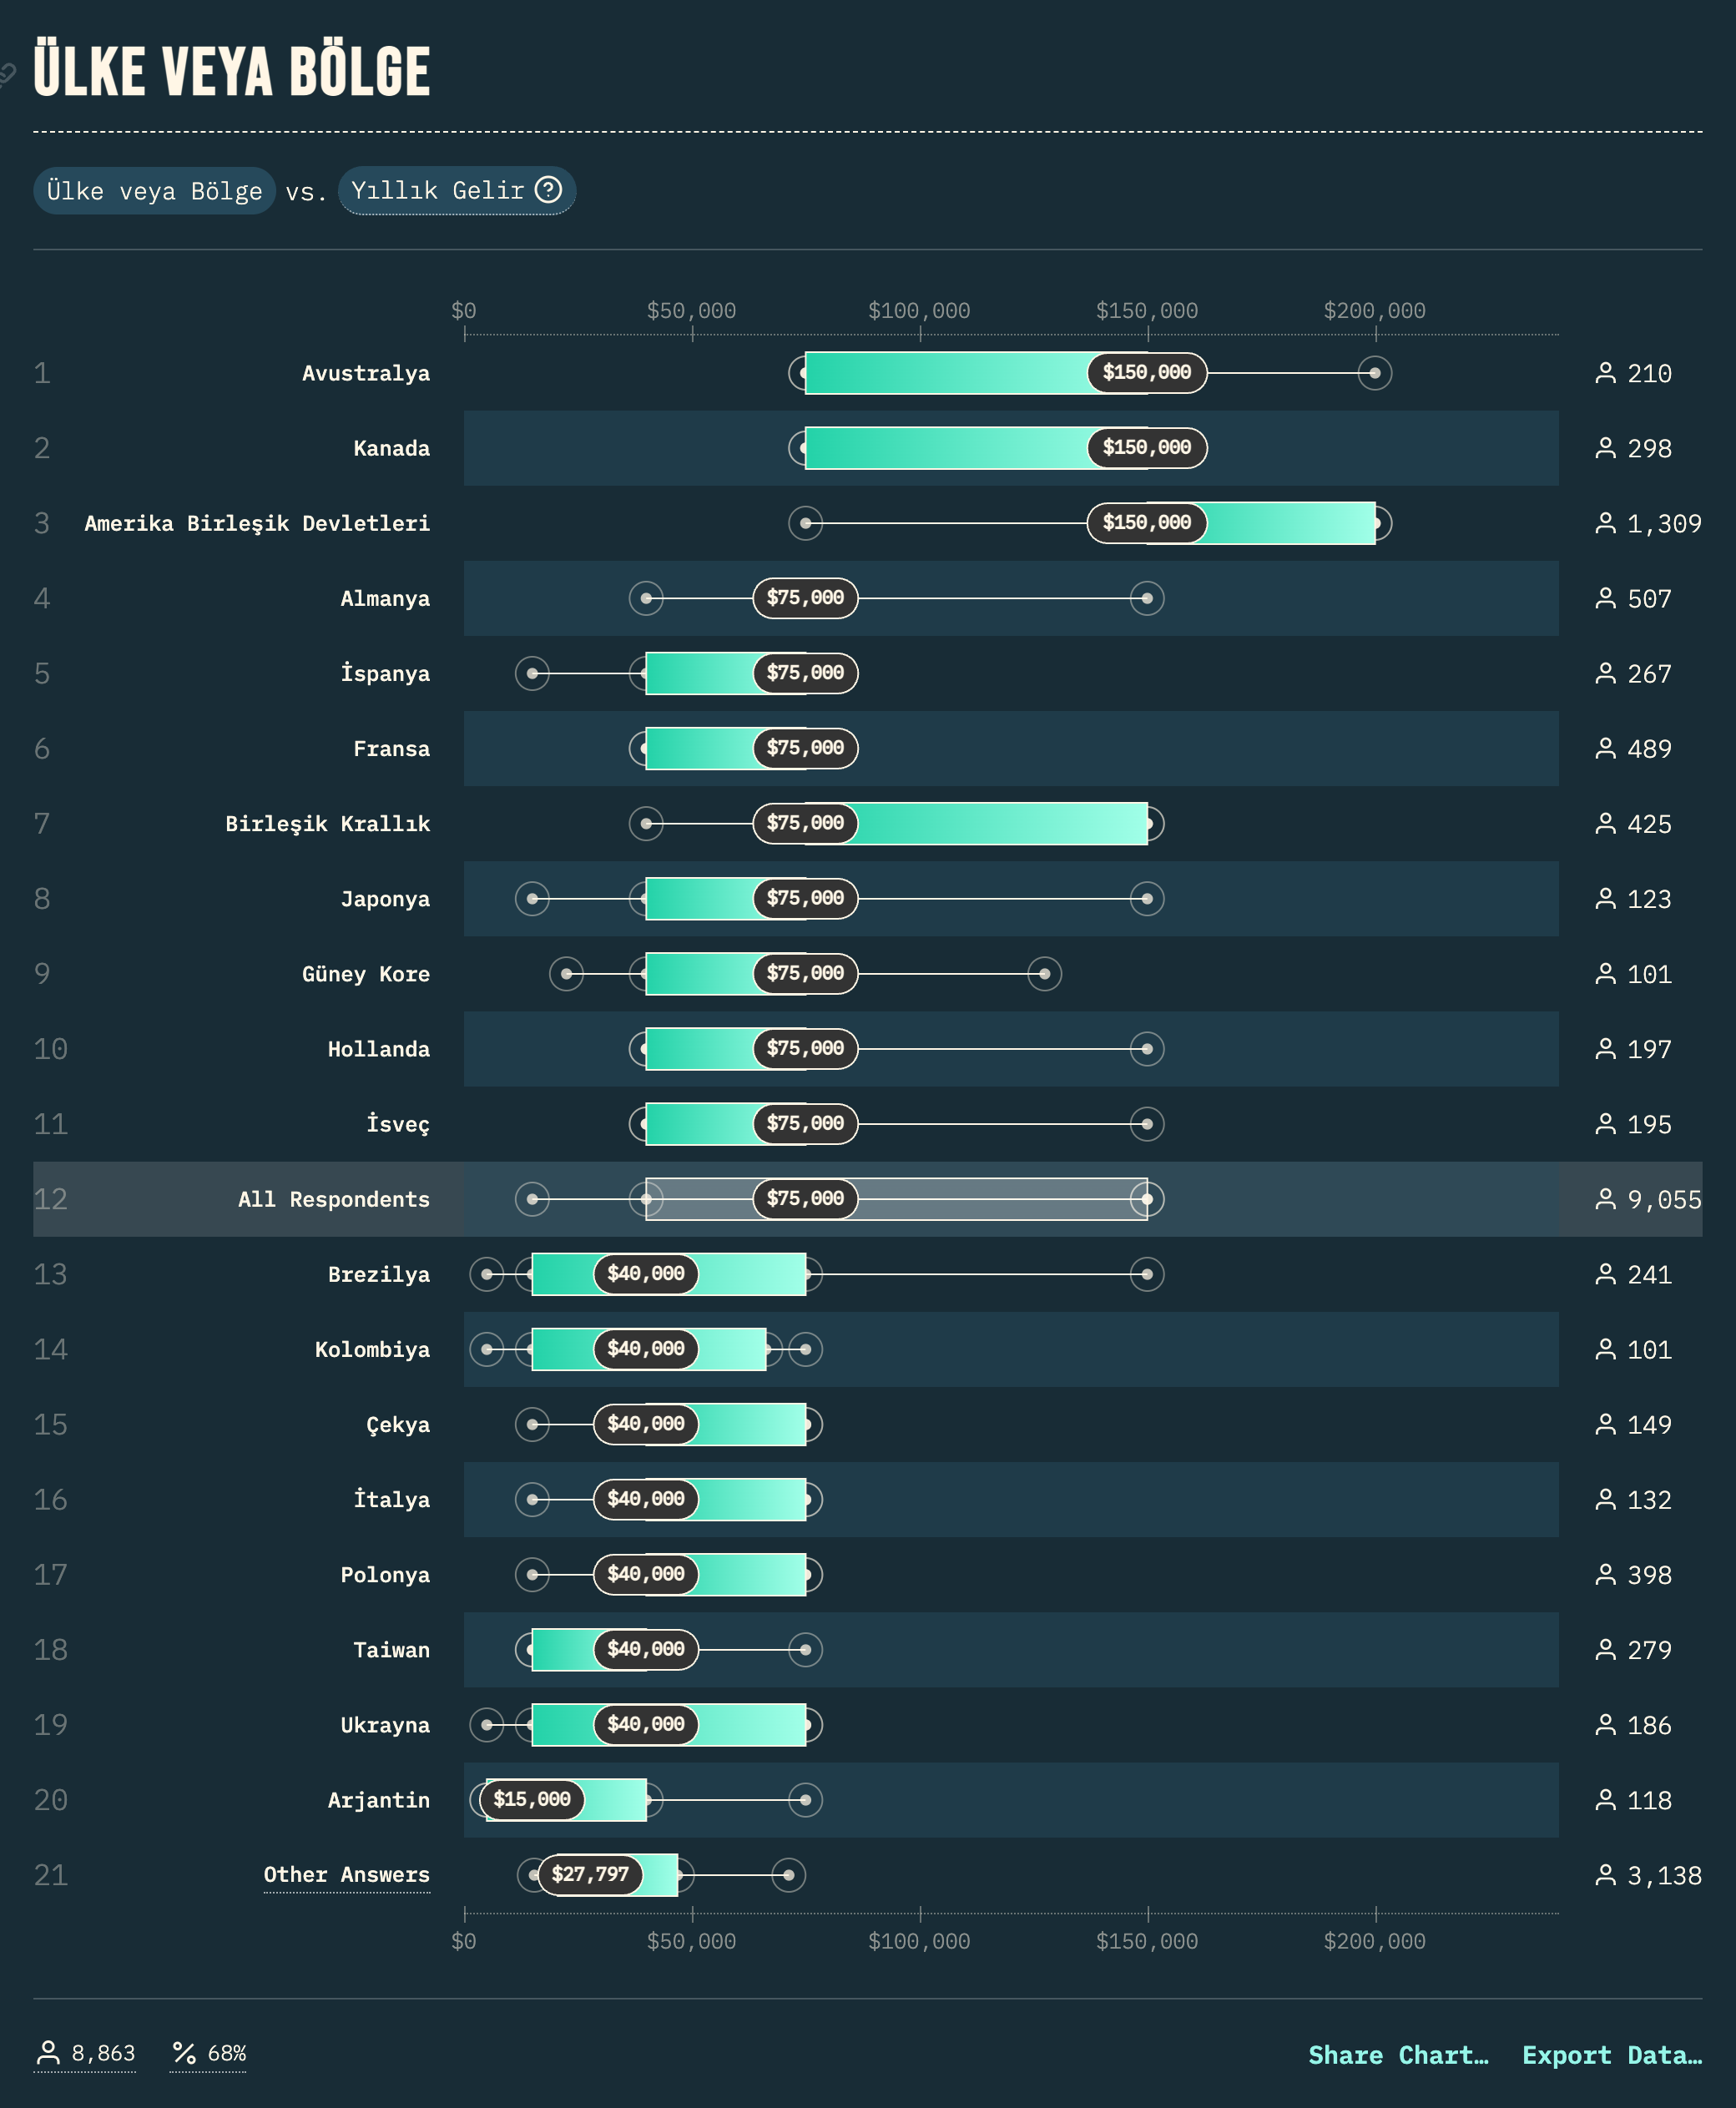 ÜLKE VEYA BÖLGE
Ülke veya Bölge vs. Yıllık Gelir ?
$0 $50,000 $100,000 $150,000 $200,000
1 Avustralya $150,000 210
2 Kanada $150,000 298
3 Amerika Birleşik Devletleri $150,000 1,309
4 Almanya $75,000 507
5 İspanya $75,000 267
6 Fransa $75,000 489
7 Birleşik Krallık $75,000 425
8 Japonya $75,000 123
9 Güney Kore $75,000 101
10 Hollanda $75,000 197
11 İsveç $75,000 195
12 All Respondents $75,000 9,055
13 Brezilya $40,000 241
14 Kolombiya $40,000 101
15 Çekya $40,000 149
16 İtalya $40,000 132
17 Polonya $40,000 398
18 Taiwan $40,000 279
19 Ukrayna $40,000 186
20 Arjantin $15,000 118
21 Other Answers $27,797 3,138
$0 $50,000 $100,000 $150,000 $200,000
8,863 % 68% Share Chart… Export Data…